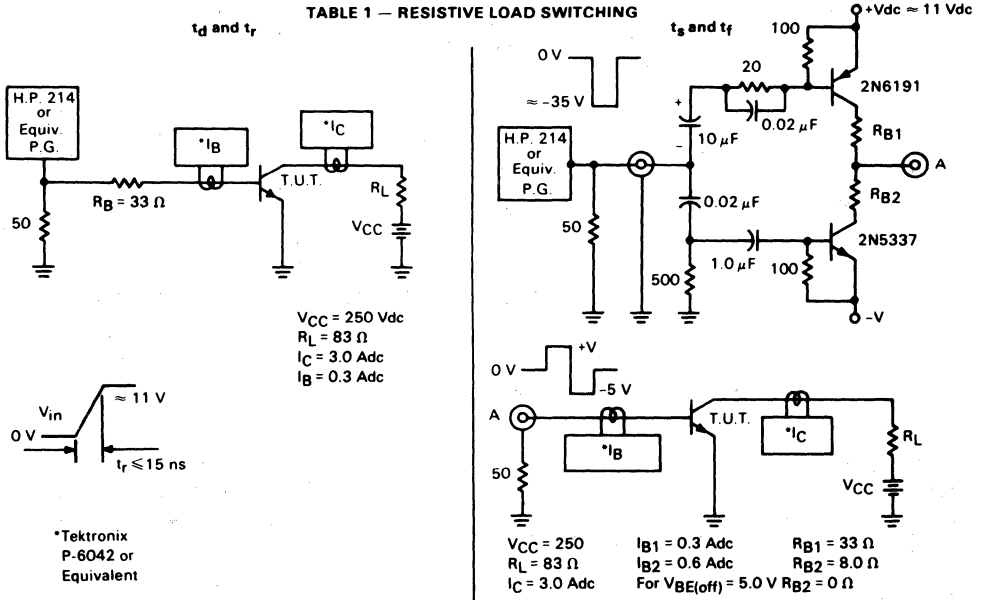 TABLE 1 — RESISTIVE LOAD SWITCHING
td and tr
H.P. 214
or
Equiv.
P.G.
*IB
*IC
T.U.T.
RB = 33 Ω
50
RL
VCC
VCC = 250 Vdc
RL = 83 Ω
IC = 3.0 Adc
IB = 0.3 Adc
Vin
≈ 11 V
0 V
tr ⩽ 15 ns
*Tektronix
P-6042 or
Equivalent
ts and tf
+Vdc ≈ 11 Vdc
0 V
≈ -35 V
100
20
2N6191
0.02 μF
+
10 μF
-
RB1
H.P. 214
or
Equiv.
P.G.
A
RB2
50
0.02 μF
2N5337
500
1.0 μF
100
-V
+V
0 V
-5 V
A
T.U.T.
*IB
*IC
50
RL
VCC
VCC = 250 IB1 = 0.3 Adc RB1 = 33 Ω
RL = 83 Ω IB2 = 0.6 Adc RB2 = 8.0 Ω
IC = 3.0 Adc For VBE(off) = 5.0 V RB2 = 0 Ω